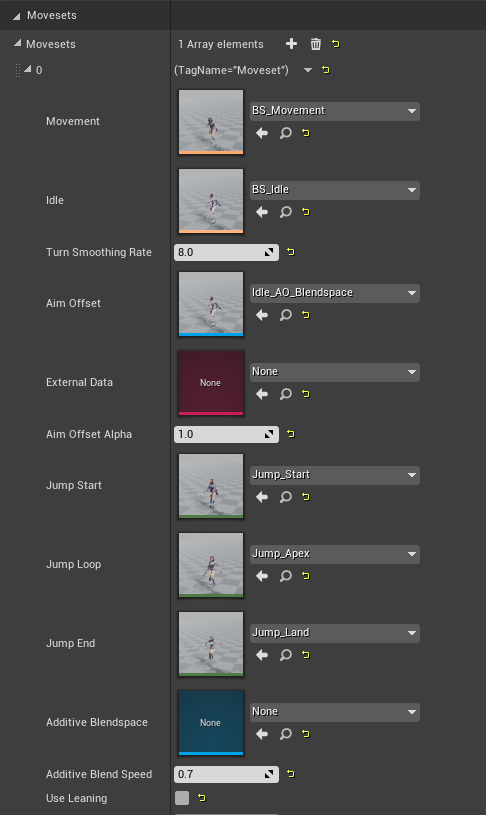 Movesets
Movesets 1 Array elements
0 (TagName="Moveset")
Movement BS_Movement
Idle BS_Idle
Turn Smoothing Rate 8.0
Aim Offset Idle_AO_Blendspace
External Data None None
Aim Offset Alpha 1.0
Jump Start Jump_Start
Jump Loop Jump_Apex
Jump End Jump_Land
Additive Blendspace None None
Additive Blend Speed 0.7
Use Leaning